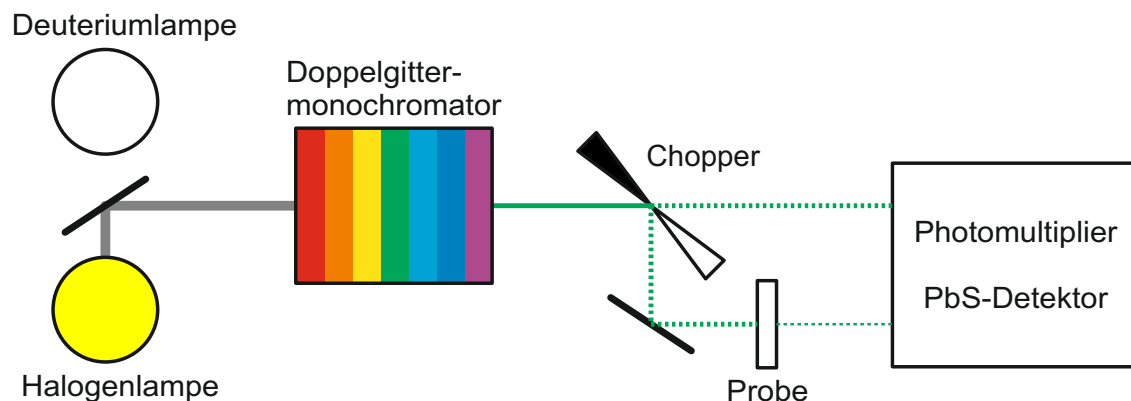 Deuteriumlampe
Doppelgitter-
monochromator
Chopper
Photomultiplier
PbS-Detektor
Halogenlampe
Probe